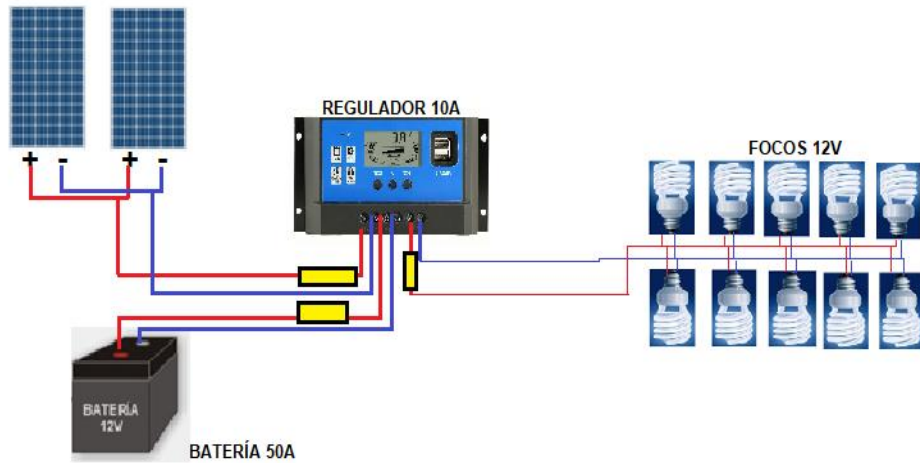 + - + -
REGULADOR 10A
FOCOS 12V
BATERÍA
12V
BATERÍA 50A